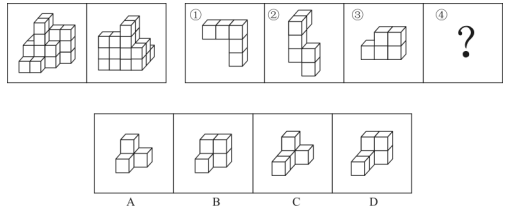 ① ② ③ ④
?
A B C D